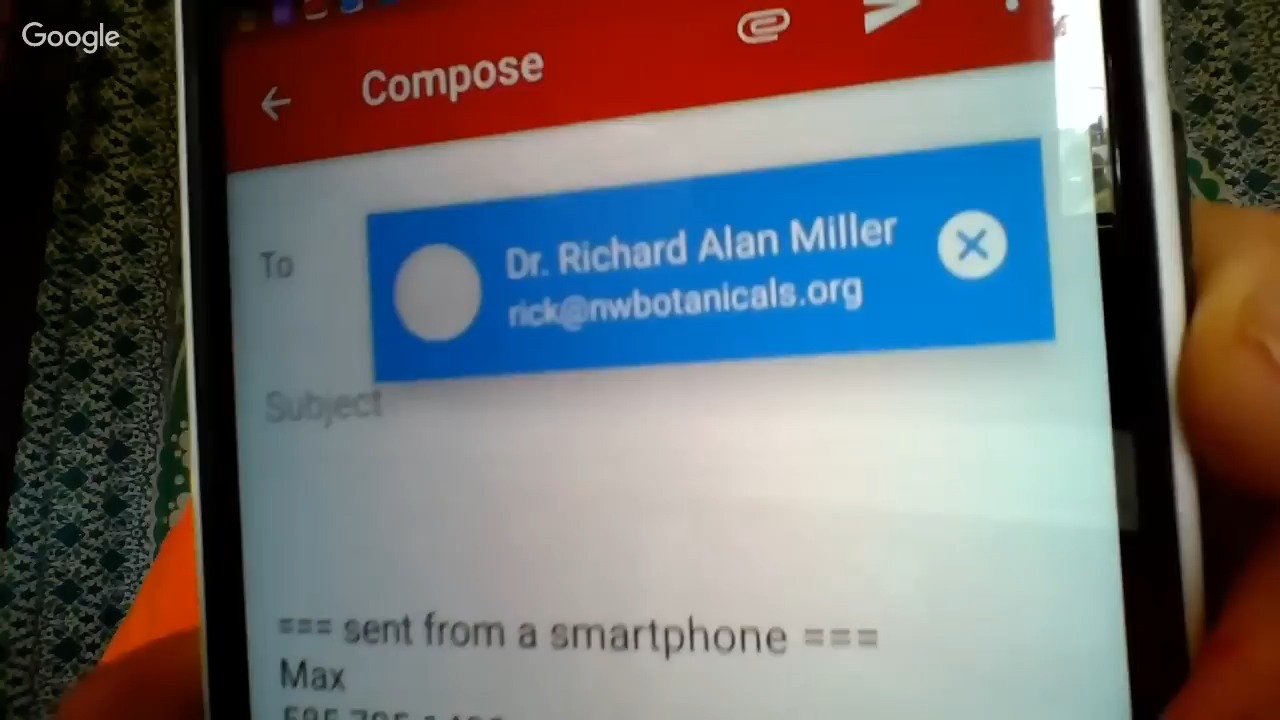 Google
Compose
To
Dr. Richard Alan Miller
rick@nwbotanicals.org
Subject
=== sent from a smartphone ===
Max